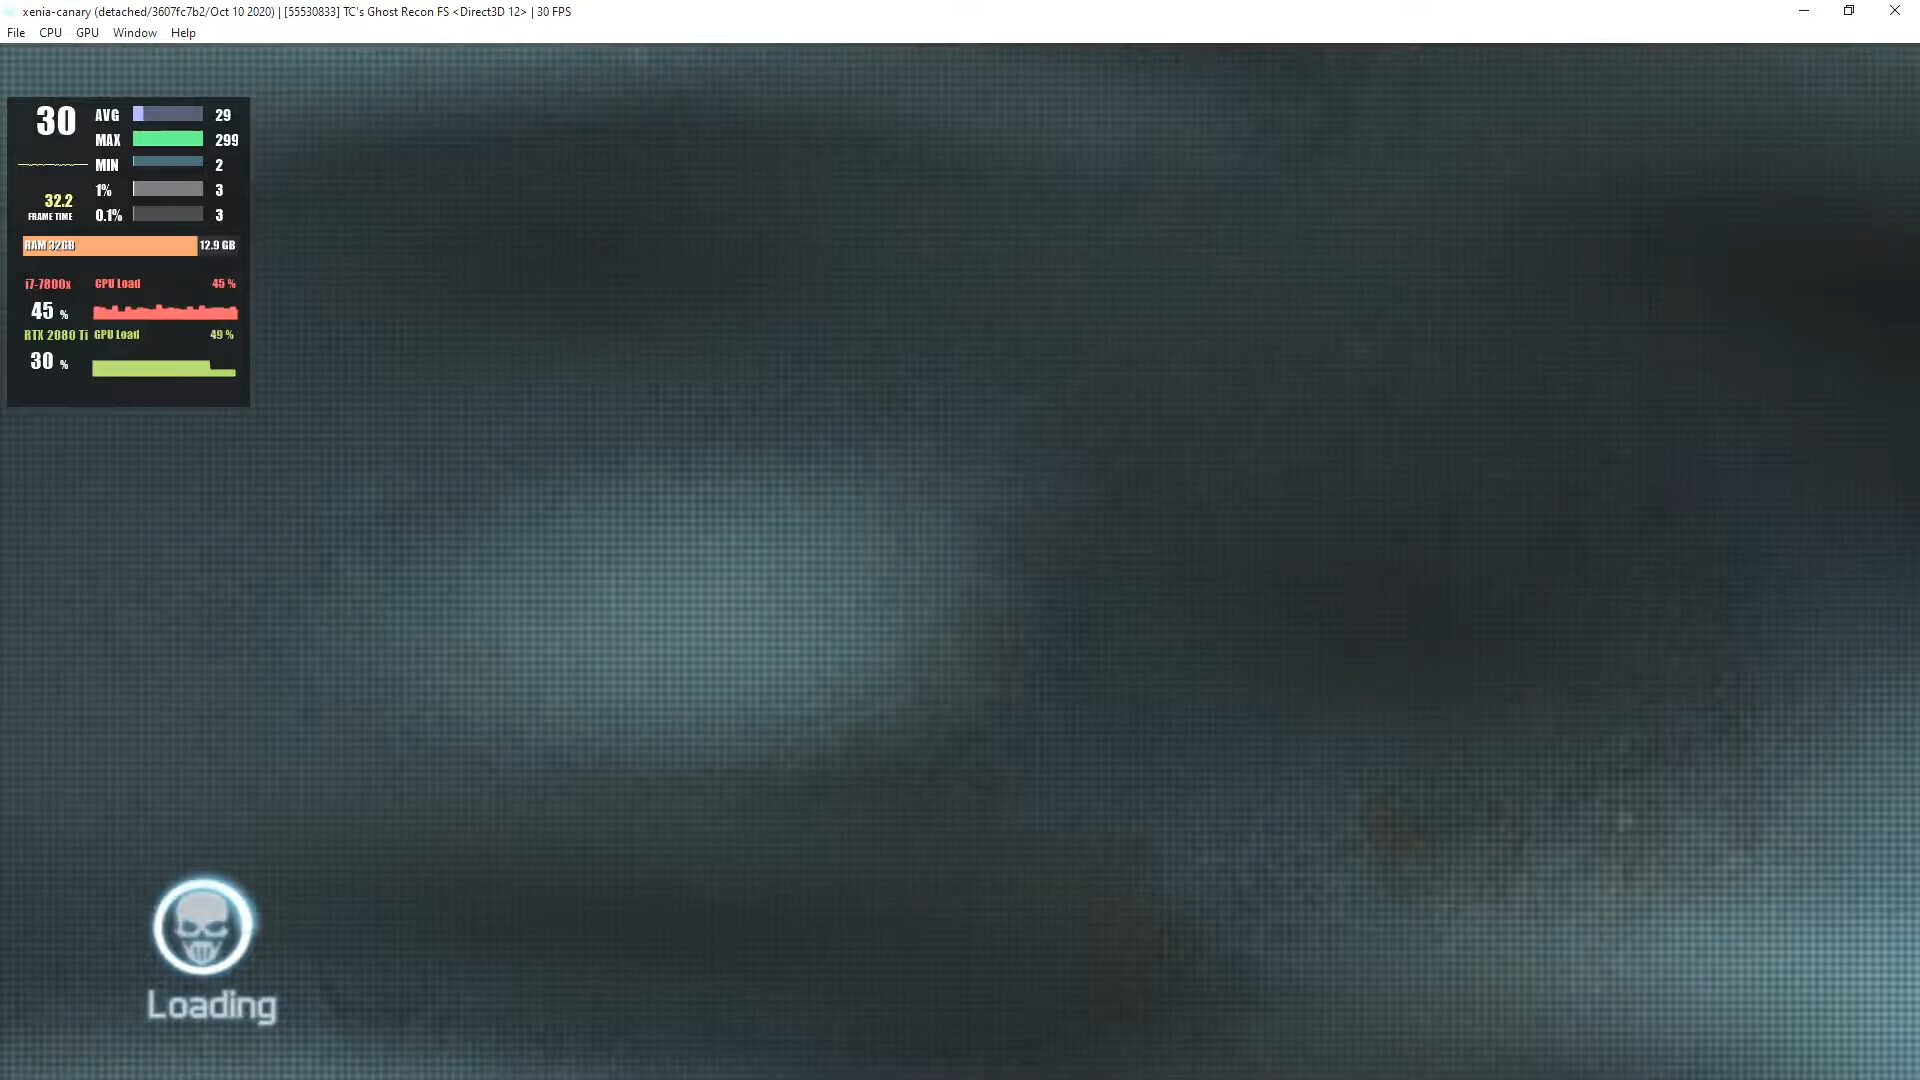 xenia-canary (detached/3607fc7b2/Oct 10 2020) | [55530833] TC's Ghost Recon FS <Direct3D 12> | 30 FPS
File CPU GPU Window Help
30 AVG 29
MAX 299
MIN 2
32.2 1% 3
FRAME TIME 0.1% 3
RAM 32GB 12.9 GB
i7-7800x CPU Load 45 %
45 %
RTX 2080 Ti GPU Load 49 %
30 %
Loading